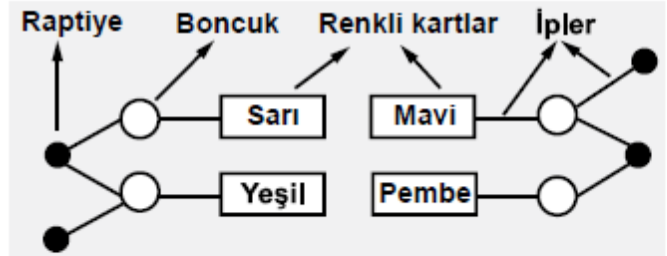 Raptiye Boncuk Renkli kartlar İpler
Sarı Mavi
Yeşil Pembe